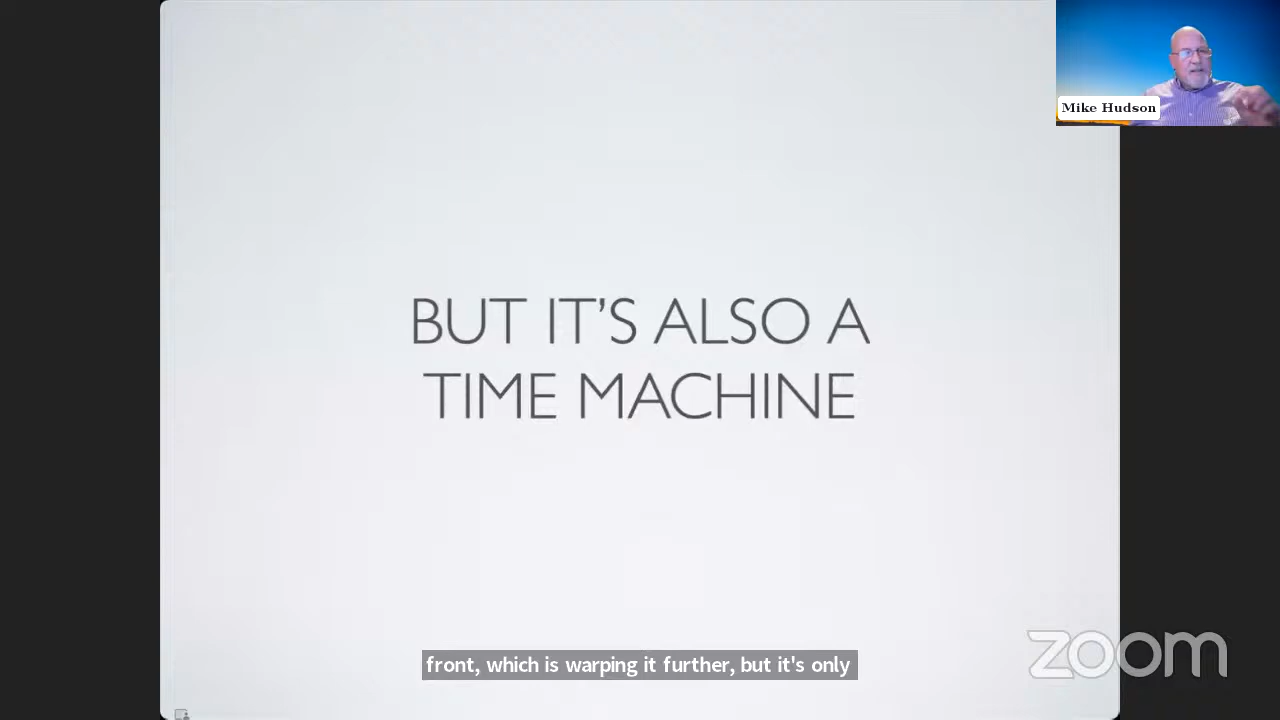 Mike Hudson
BUT IT'S ALSO A
TIME MACHINE
front, which is warping it further, but it's only
zoom